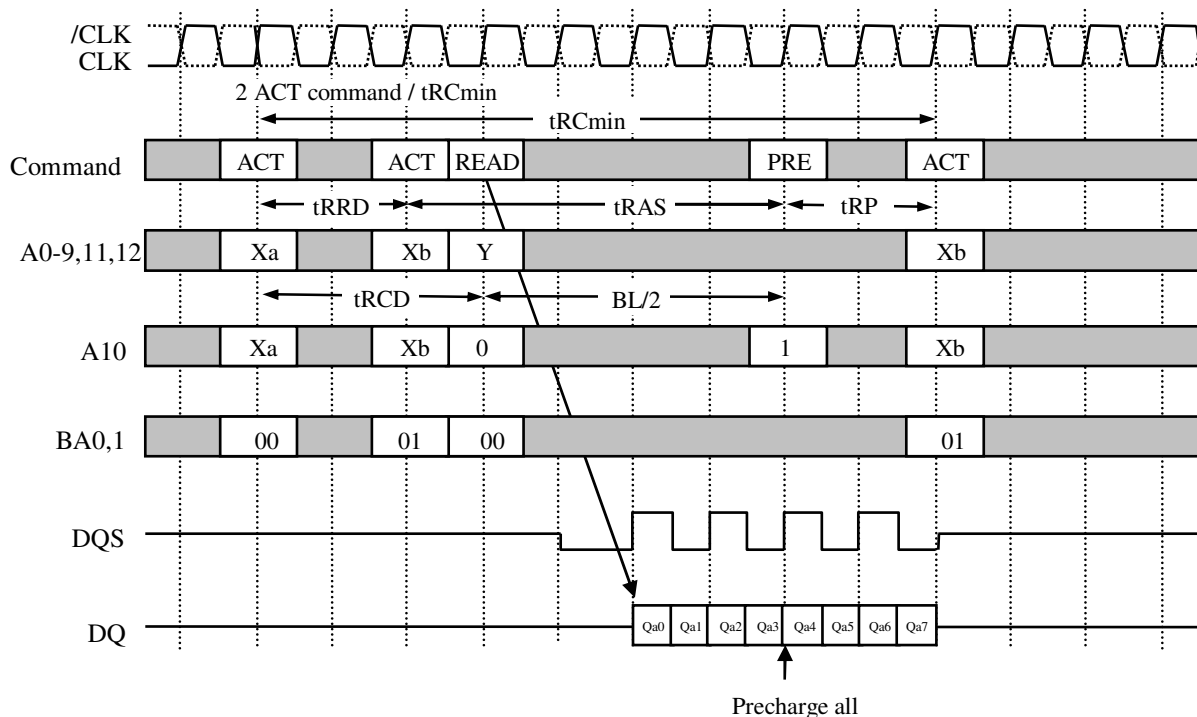 /CLK
CLK
2 ACT command / tRCmin
tRCmin
Command ACT ACT READ PRE ACT
tRRD tRAS tRP
A0-9,11,12 Xa Xb Y Xb
tRCD BL/2
A10 Xa Xb 0 1 Xb
BA0,1 00 01 00 01
DQS
DQ Qa0 Qa1 Qa2 Qa3 Qa4 Qa5 Qa6 Qa7
Precharge all